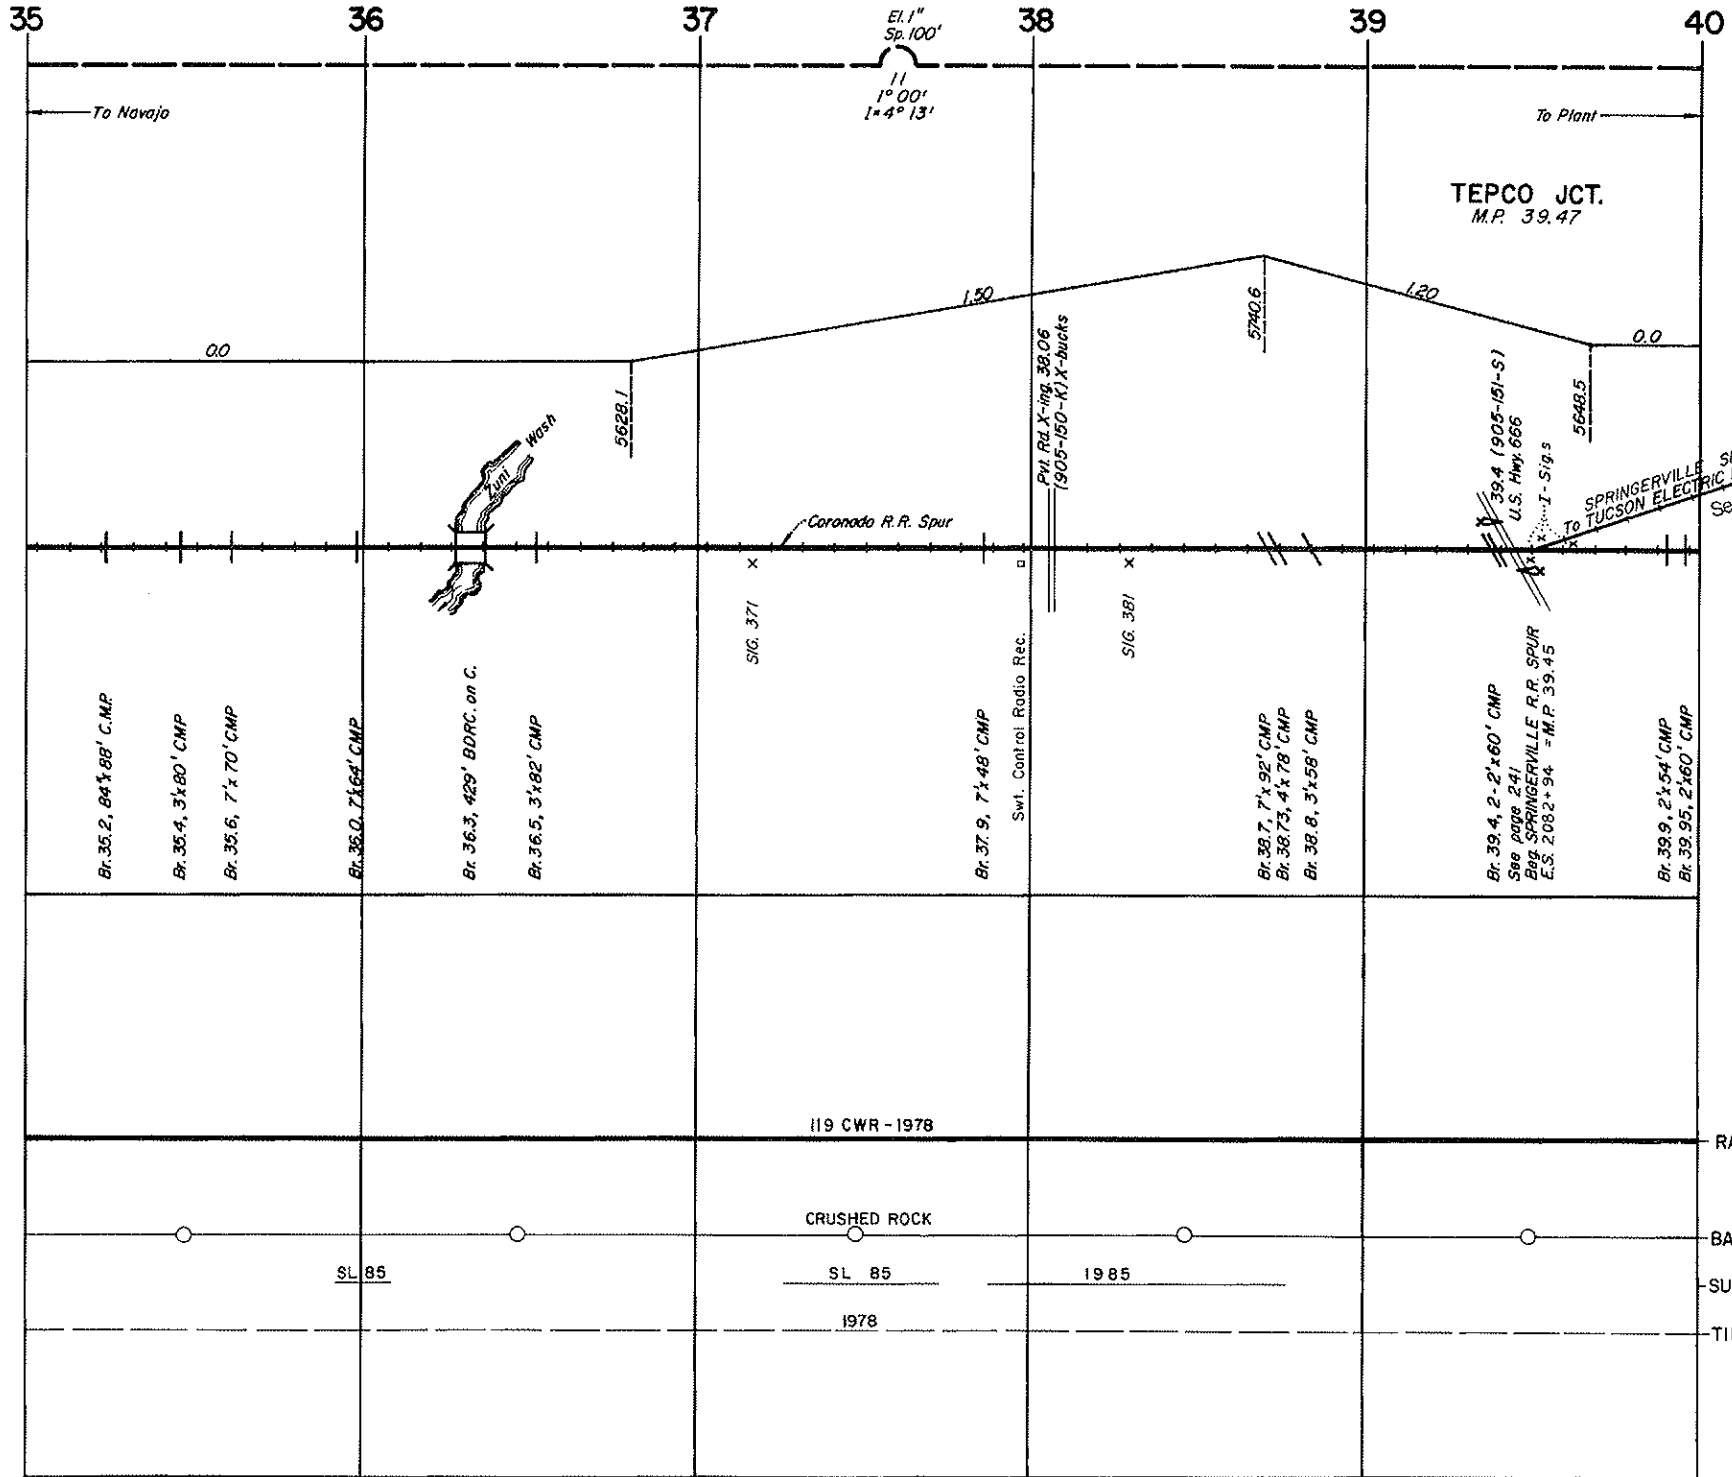 35 36 37 38 39 40
El. 1"
Sp. 100'
11
1° 00'
I=4° 13'
To Navajo
To Plant
TEPCO JCT.
M.P. 39.47
0.0
1.50
1.20
0.0
5628.1
5740.6
5648.5
Zuni Wash
Coronado R.R. Spur
Pvt. Rd. X-ing 38.06
(905-150-K) X-bucks
39.4 (905-151-S)
U.S. Hwy. 666
I-Sig.s
SPRINGERVILLE
To TUCSON ELECTRIC
SIG. 371
Swt. Control Radio Rec.
SIG. 381
Br. 35.2, 84"x88' C.M.P.
Br. 35.4, 3'x80' CMP
Br. 35.6, 7'x70' CMP
Br. 36.0, 7'x64' CMP
Br. 36.3, 429' BDRC. on C.
Br. 36.5, 3'x82' CMP
Br. 37.9, 7'x48' CMP
Br. 38.7, 7'x92' CMP
Br. 38.73, 4'x78' CMP
Br. 38.8, 3'x58' CMP
Br. 39.4, 2-2'x60' CMP
See page 241
Beg. SPRINGERVILLE R.R. SPUR
E.S. 2082+94 = M.P. 39.45
Br. 39.9, 2'x54' CMP
Br. 39.95, 2'x60' CMP
119 CWR-1978
RA
CRUSHED ROCK
BA
SL 85
SL 85
1985
SU
1978
TI